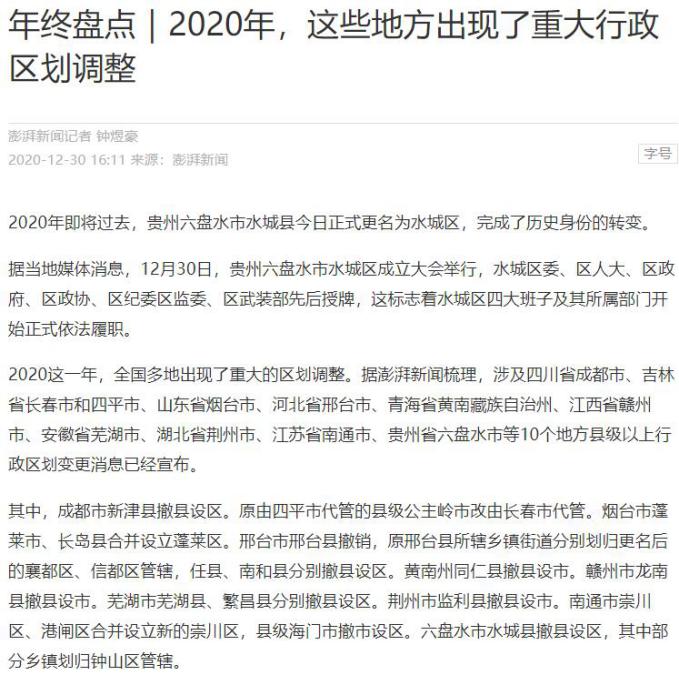 年终盘点｜2020年，这些地方出现了重大行政
区划调整
澎湃新闻记者 钟煜豪
2020-12-30 16:11 来源：澎湃新闻
字号
2020年即将过去，贵州六盘水市水城县今日正式更名为水城区，完成了历史身份的转变。
据当地媒体消息，12月30日，贵州六盘水市水城区成立大会举行，水城区委、区人大、区政
府、区政协、区纪委区监委、区武装部先后授牌，这标志着水城区四大班子及其所属部门开
始正式依法履职。
2020这一年，全国多地出现了重大的区划调整。据澎湃新闻梳理，涉及四川省成都市、吉林
省长春市和四平市、山东省烟台市、河北省邢台市、青海省黄南藏族自治州、江西省赣州
市、安徽省芜湖市、湖北省荆州市、江苏省南通市、贵州省六盘水市等10个地方县级以上行
政区划变更消息已经宣布。
其中，成都市新津县撤县设区。原由四平市代管的县级公主岭市改由长春市代管。烟台市蓬
莱市、长岛县合并设立蓬莱区。邢台市邢台县撤销，原邢台县所辖乡镇街道分别划归更名后
的襄都区、信都区管辖，任县、南和县分别撤县设区。黄南州同仁县撤县设市。赣州市龙南
县撤县设市。芜湖市芜湖县、繁昌县分别撤县设区。荆州市监利县撤县设市。南通市崇川
区、港闸区合并设立新的崇川区，县级海门市撤市设区。六盘水市水城县撤县设区，其中部
分乡镇划归钟山区管辖。